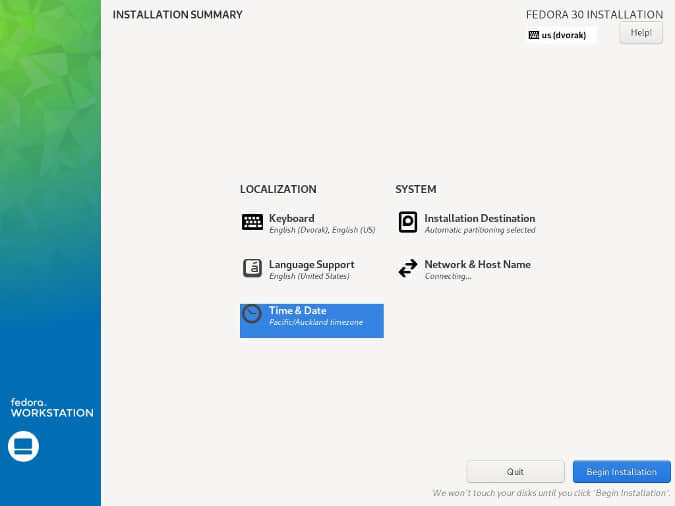 INSTALLATION SUMMARY
FEDORA 30 INSTALLATION
us (dvorak)
Help!
LOCALIZATION
Keyboard
English (Dvorak), English (US)
Language Support
English (United States)
Time & Date
Pacific/Auckland timezone
SYSTEM
Installation Destination
Automatic partitioning selected
Network & Host Name
Connecting...
fedora.
WORKSTATION
Quit
Begin Installation
We won't touch your disks until you click 'Begin Installation'.